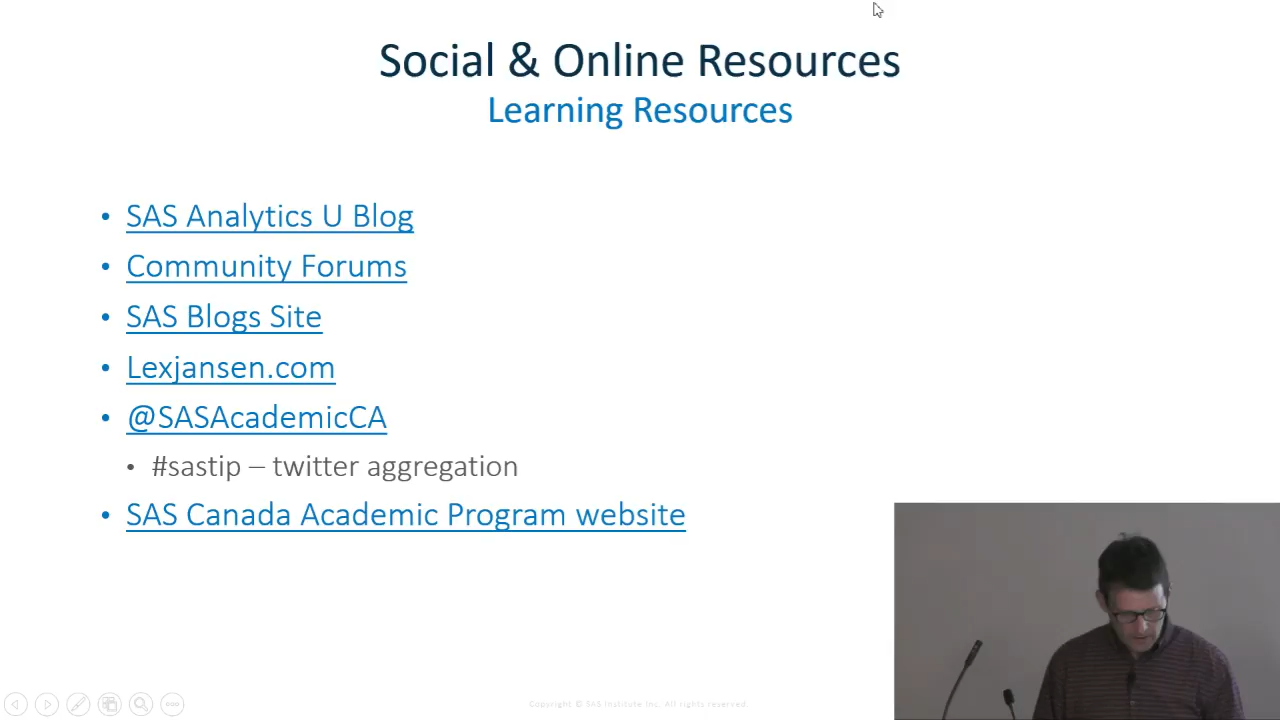 Social & Online Resources
Learning Resources
• SAS Analytics U Blog
• Community Forums
• SAS Blogs Site
• Lexjansen.com
• @SASAcademicCA
• #sastip – twitter aggregation
• SAS Canada Academic Program website
Copyright © SAS Institute Inc. All rights reserved.